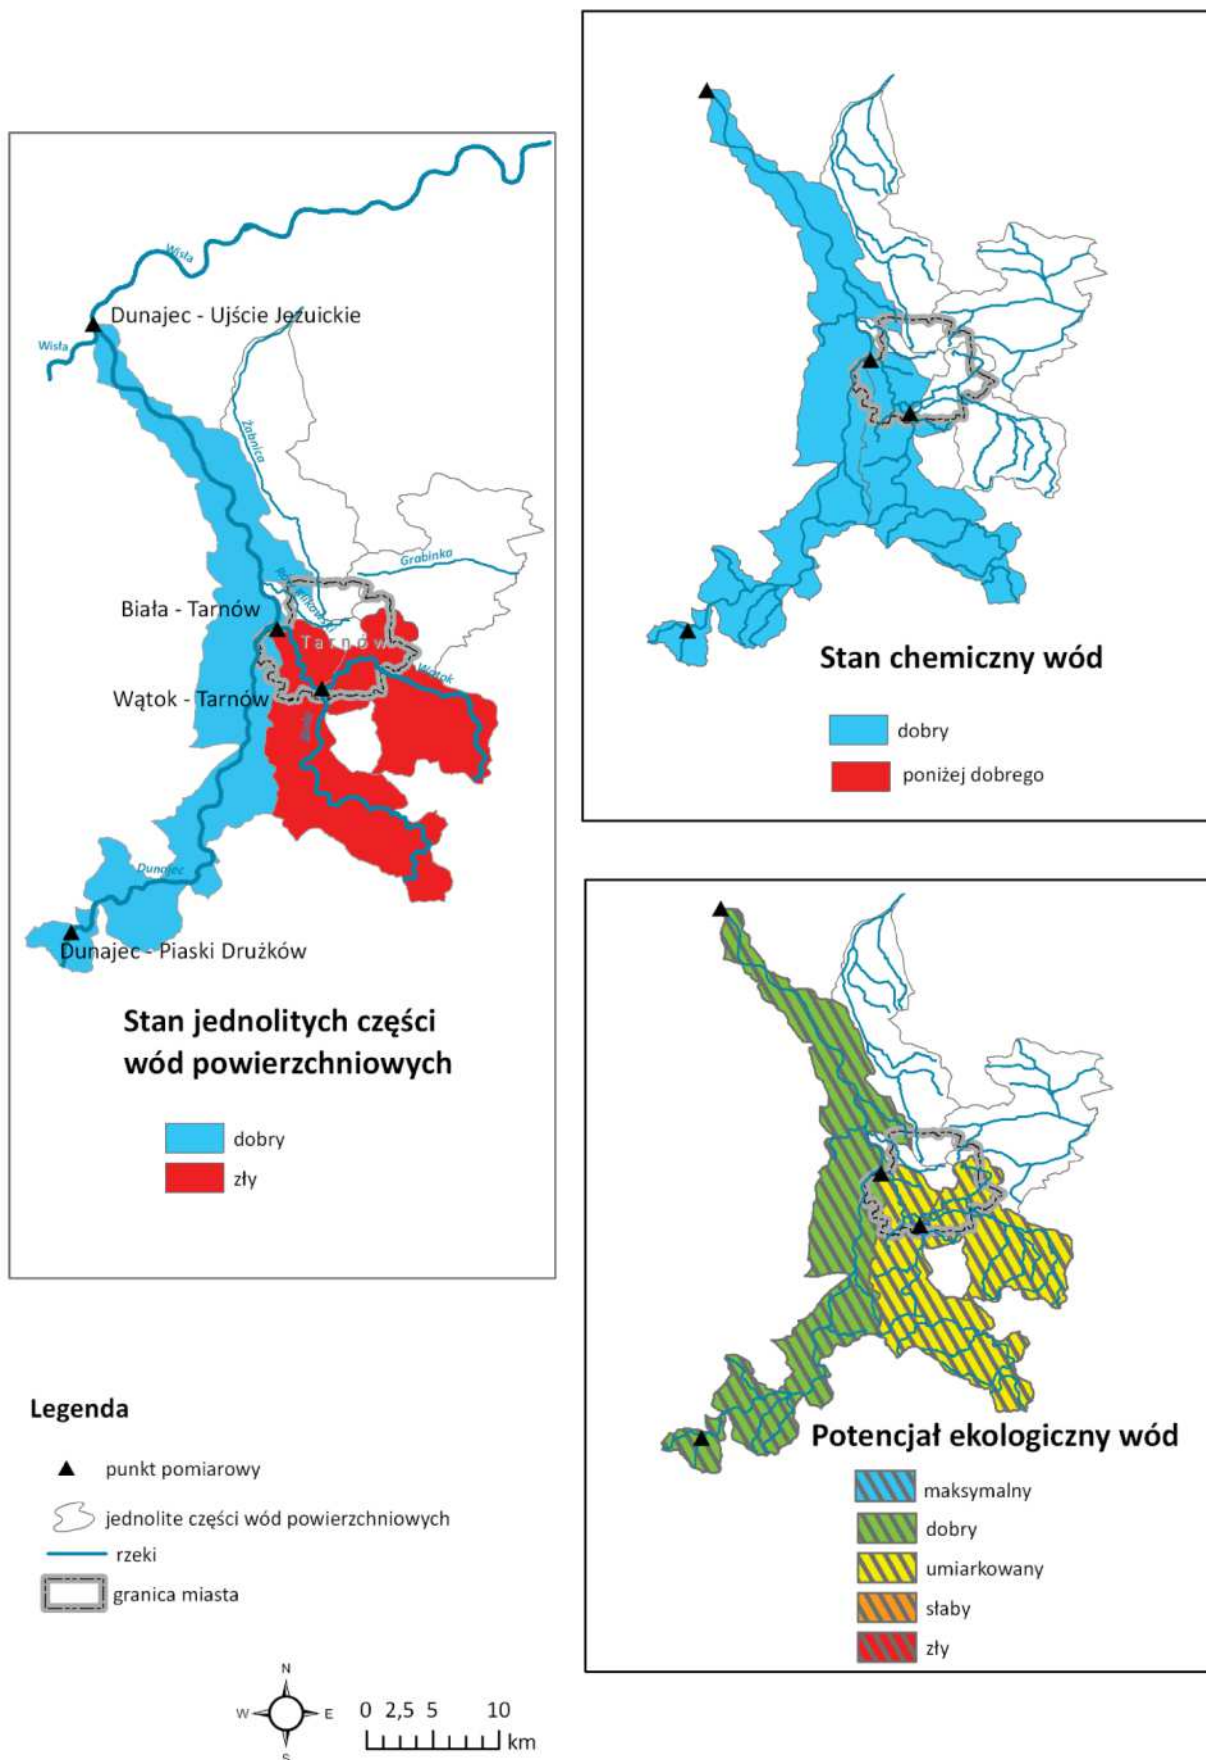 Wisła
Dunajec - Ujście Jezuickie
Wisła
Żabnica
Grabinka
Biała - Tarnów
Tarnów
Wątok
Wątok - Tarnów
Dunajec
Dunajec - Piaski Drużków
Stan jednolitych części
wód powierzchniowych
dobry
zły
Stan chemiczny wód
dobry
poniżej dobrego
Potencjał ekologiczny wód
maksymalny
dobry
umiarkowany
słaby
zły
Legenda
punkt pomiarowy
jednolite części wód powierzchniowych
rzeki
granica miasta
N
W
E
S
0 2,5 5 10
km